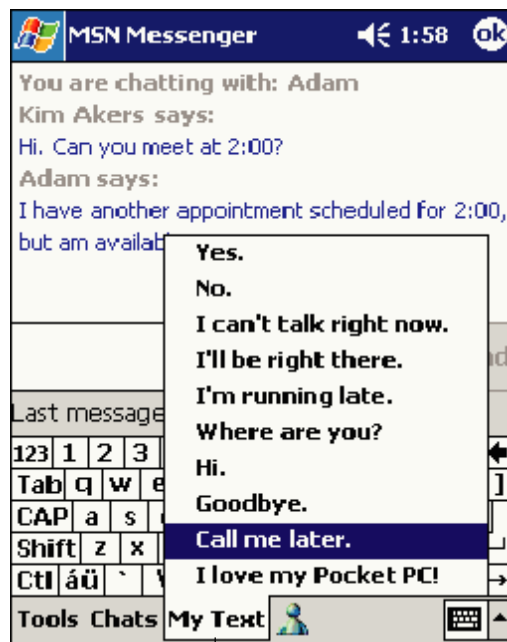 MSN Messenger 1:58 ok
You are chatting with: Adam
Kim Akers says:
Hi. Can you meet at 2:00?
Adam says:
I have another appointment scheduled for 2:00,
but am
Yes.
No.
I can't talk right now.
I'll be right there.
I'm running late.
Where are you?
Hi.
Goodbye.
Call me later.
I love my Pocket PC!
Last message
123 1 2 3
Tab q w e ]
CAP a s
Shift z x
Ctl áü `
Tools Chats My Text